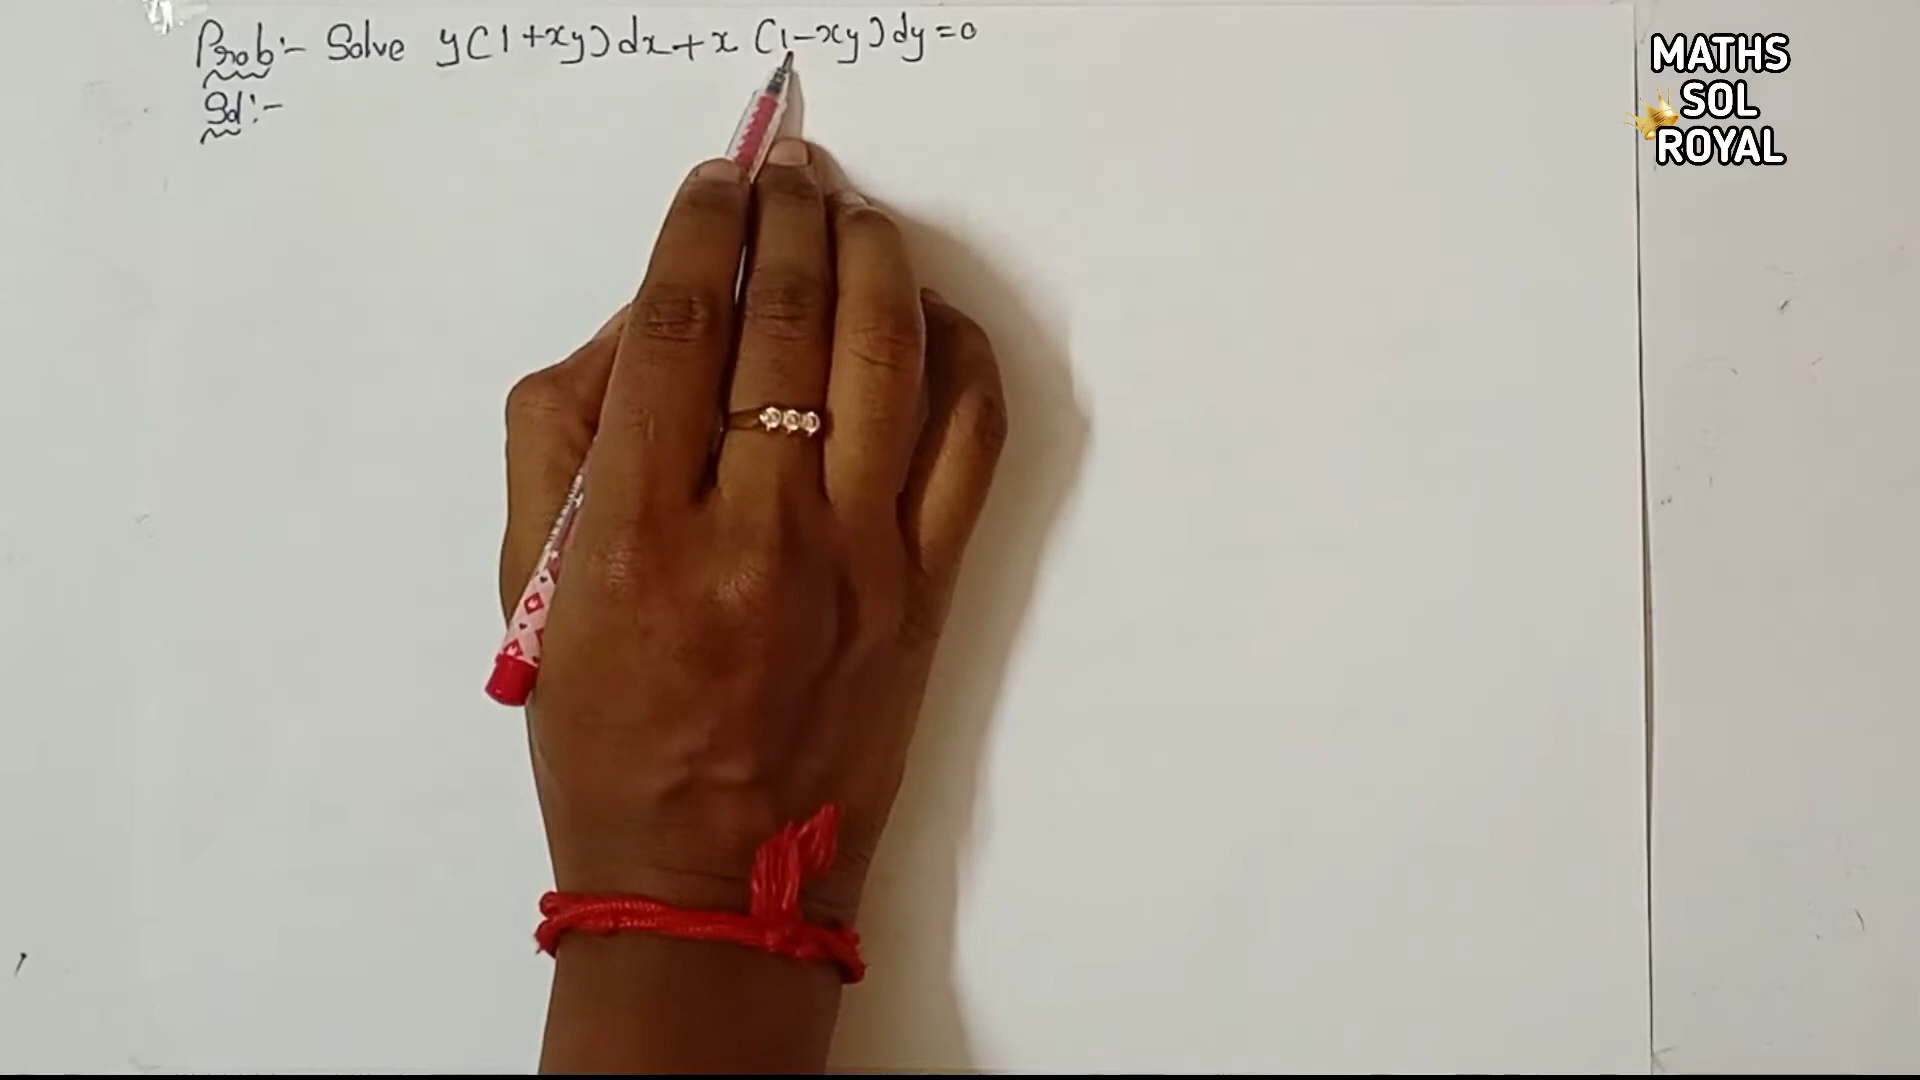 Prob:- Solve y(1+xy)dx+x(1-xy)dy=0
Sol:-
MATHS
SOL
ROYAL